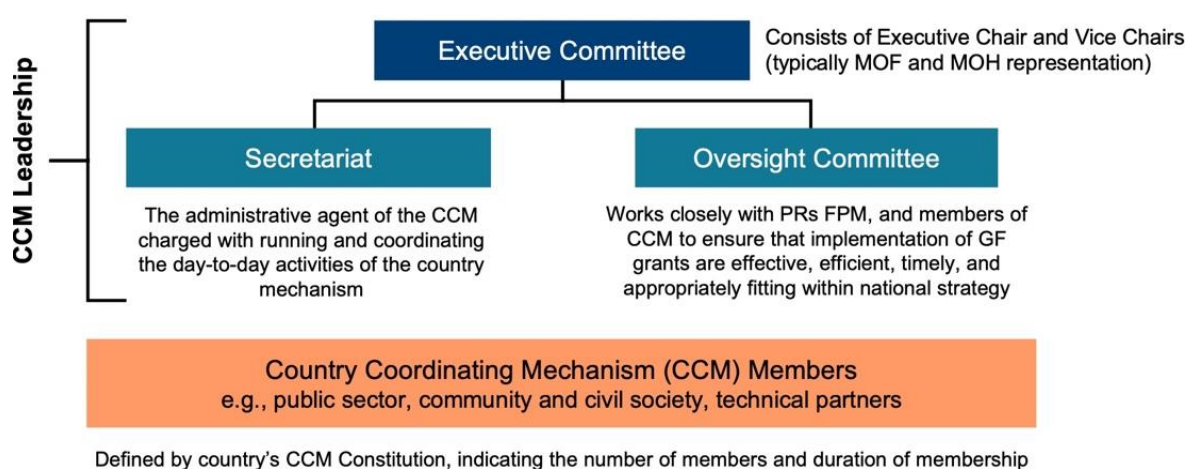 CCM Leadership
Executive Committee
Consists of Executive Chair and Vice Chairs
(typically MOF and MOH representation)
Secretariat
The administrative agent of the CCM
charged with running and coordinating
the day-to-day activities of the country
mechanism
Oversight Committee
Works closely with PRs FPM, and members of
CCM to ensure that implementation of GF
grants are effective, efficient, timely, and
appropriately fitting within national strategy
Country Coordinating Mechanism (CCM) Members
e.g., public sector, community and civil society, technical partners
Defined by country's CCM Constitution, indicating the number of members and duration of membership